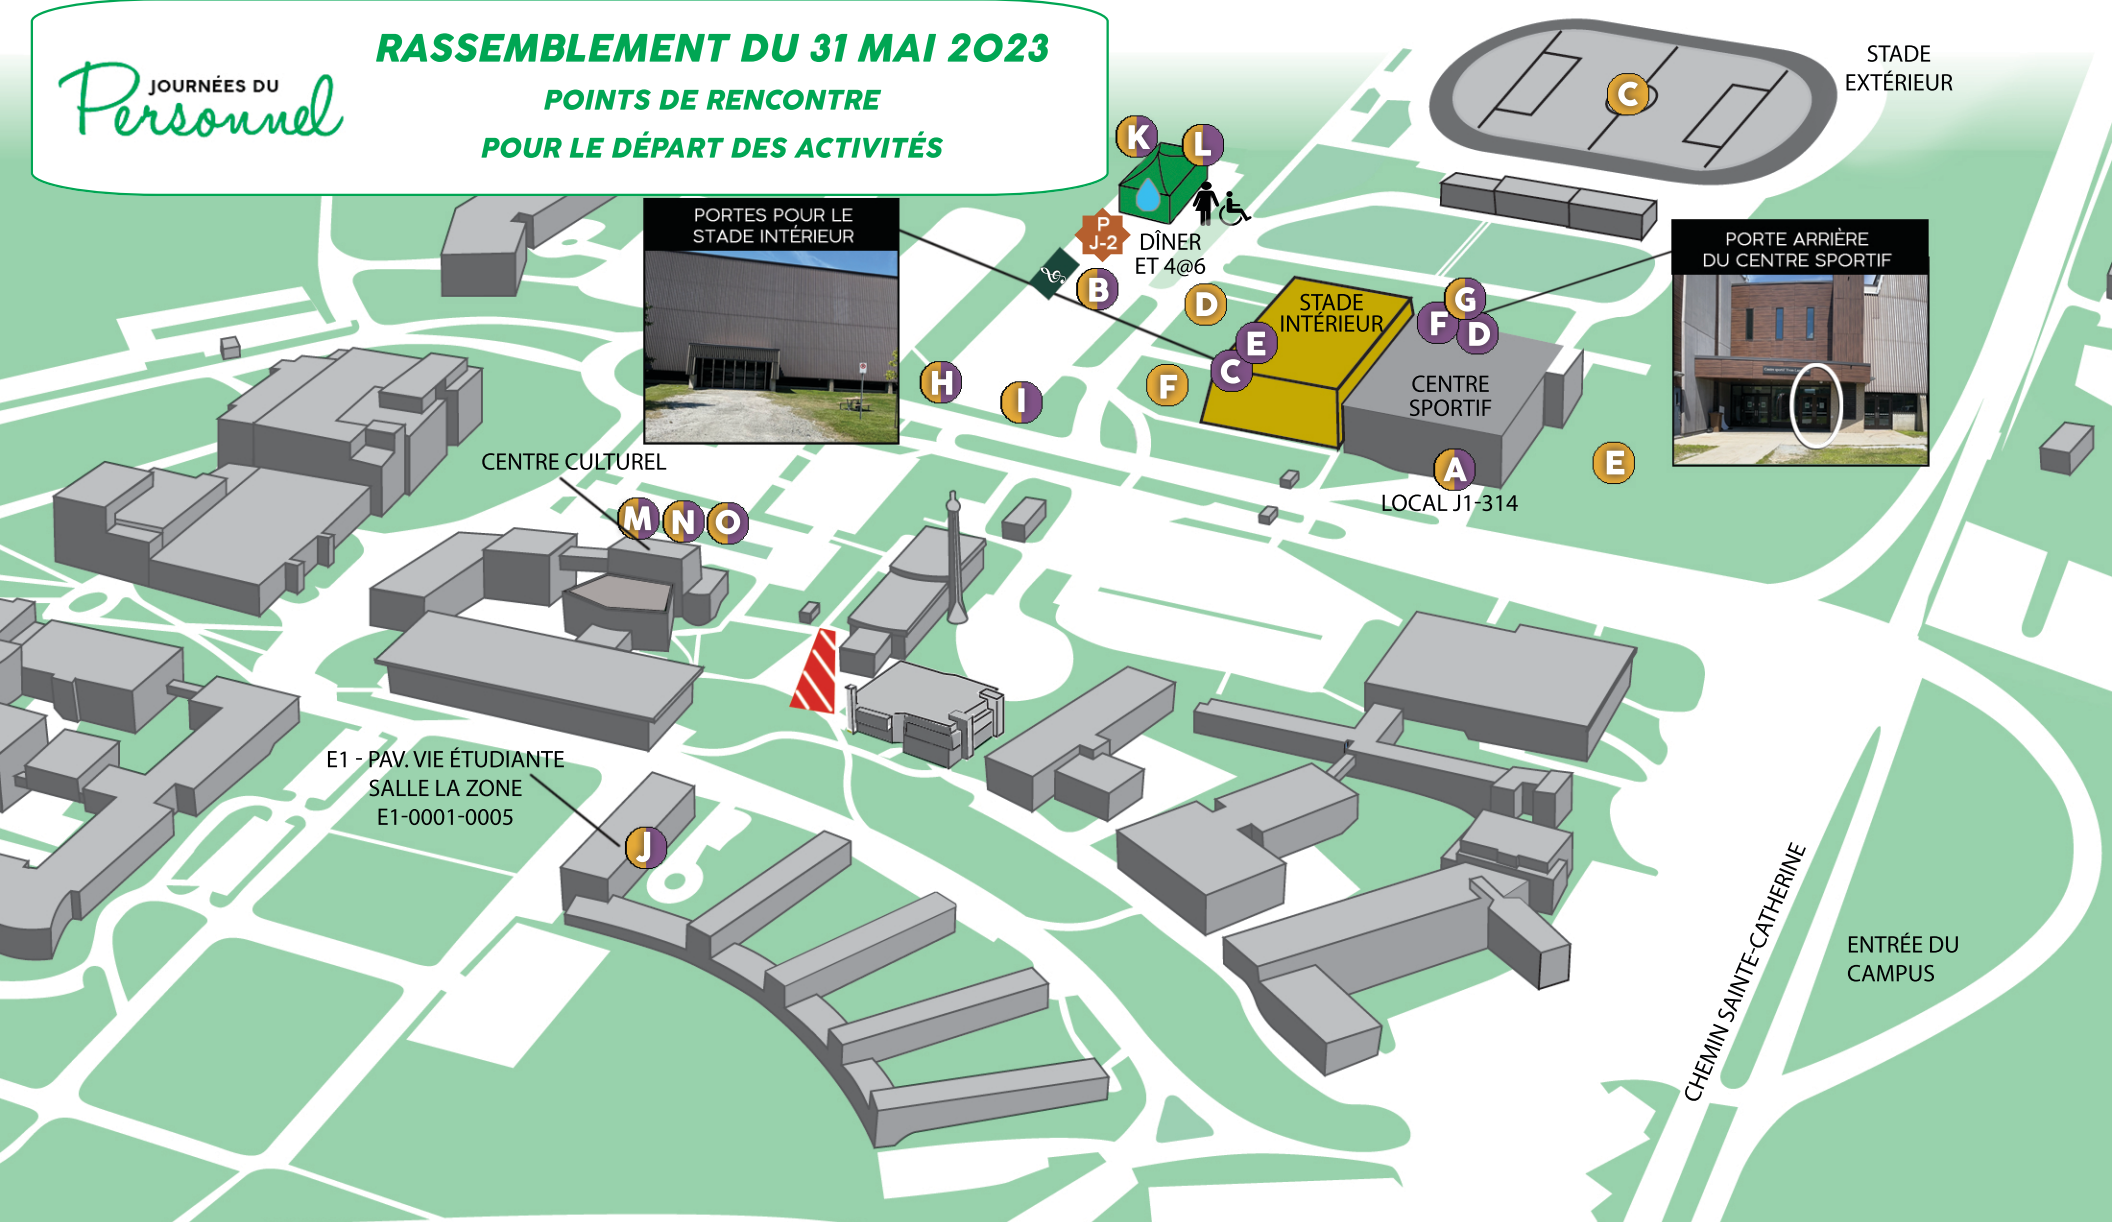 JOURNÉES DU
Personnel
RASSEMBLEMENT DU 31 MAI 2023
POINTS DE RENCONTRE
POUR LE DÉPART DES ACTIVITÉS
STADE
EXTÉRIEUR
C
K
L
P
J-2
DÎNER
ET 4@6
PORTES POUR LE
STADE INTÉRIEUR
PORTE ARRIÈRE
DU CENTRE SPORTIF
B
D
STADE
INTÉRIEUR
G
F
D
E
C
H
I
F
CENTRE
SPORTIF
A
LOCAL J1-314
E
CENTRE CULTUREL
M
N
O
E1 - PAV. VIE ÉTUDIANTE
SALLE LA ZONE
E1-0001-0005
J
CHEMIN SAINTE-CATHERINE
ENTRÉE DU
CAMPUS